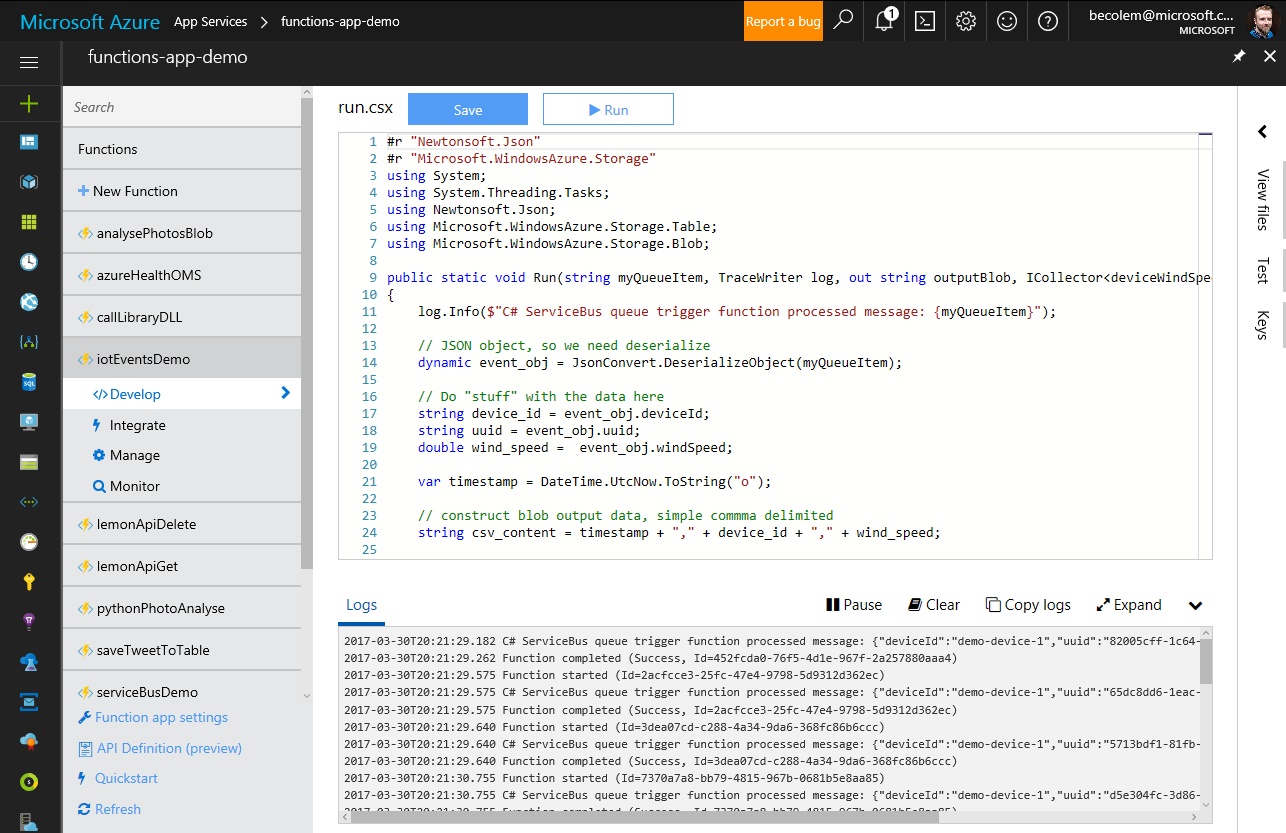 Microsoft Azure App Services > functions-app-demo
Report a bug
1
becolem@microsoft.c...
MICROSOFT
functions-app-demo
Search
Functions
New Function
analysePhotosBlob
azureHealthOMS
callLibraryDLL
iotEventsDemo
</> Develop
Integrate
Manage
Monitor
lemonApiDelete
lemonApiGet
pythonPhotoAnalyse
saveTweetToTable
serviceBusDemo
Function app settings
API Definition (preview)
Quickstart
Refresh
SQL
run.csx
Save
Run
1 #r "Newtonsoft.Json"
2 #r "Microsoft.WindowsAzure.Storage"
3 using System;
4 using System.Threading.Tasks;
5 using Newtonsoft.Json;
6 using Microsoft.WindowsAzure.Storage.Table;
7 using Microsoft.WindowsAzure.Storage.Blob;
8
9 public static void Run(string myQueueItem, TraceWriter log, out string outputBlob, ICollector<deviceWindSpe
10 {
11 log.Info($"C# ServiceBus queue trigger function processed message: {myQueueItem}");
12
13 // JSON object, so we need deserialize
14 dynamic event_obj = JsonConvert.DeserializeObject(myQueueItem);
15
16 // Do "stuff" with the data here
17 string device_id = event_obj.deviceId;
18 string uuid = event_obj.uuid;
19 double wind_speed =  event_obj.windSpeed;
20
21 var timestamp = DateTime.UtcNow.ToString("o");
22
23 // construct blob output data, simple commma delimited
24 string csv_content = timestamp + "," + device_id + "," + wind_speed;
25
View files
Test
Keys
Logs
Pause
Clear
Copy logs
Expand
2017-03-30T20:21:29.182 C# ServiceBus queue trigger function processed message: {"deviceId":"demo-device-1","uuid":"82005cff-1c64-
2017-03-30T20:21:29.262 Function completed (Success, Id=452fcda0-76f5-4d1e-967f-2a257880aaa4)
2017-03-30T20:21:29.575 Function started (Id=2acfcce3-25fc-47e4-9798-5d9312d362ec)
2017-03-30T20:21:29.575 C# ServiceBus queue trigger function processed message: {"deviceId":"demo-device-1","uuid":"65dc8dd6-1eac-
2017-03-30T20:21:29.575 Function completed (Success, Id=2acfcce3-25fc-47e4-9798-5d9312d362ec)
2017-03-30T20:21:29.640 Function started (Id=3dea07cd-c288-4a34-9da6-368fc86b6ccc)
2017-03-30T20:21:29.640 C# ServiceBus queue trigger function processed message: {"deviceId":"demo-device-1","uuid":"5713bdf1-81fb-
2017-03-30T20:21:29.640 Function completed (Success, Id=3dea07cd-c288-4a34-9da6-368fc86b6ccc)
2017-03-30T20:21:30.755 Function started (Id=7370a7a8-bb79-4815-967b-0681b5e8aa85)
2017-03-30T20:21:30.755 C# ServiceBus queue trigger function processed message: {"deviceId":"demo-device-1","uuid":"d5e304fc-3d86-
2017-03-30T20:21:30.755 Function completed (Success, Id=7370a7a8-bb79-4815-967b-0681b5e8aa85)